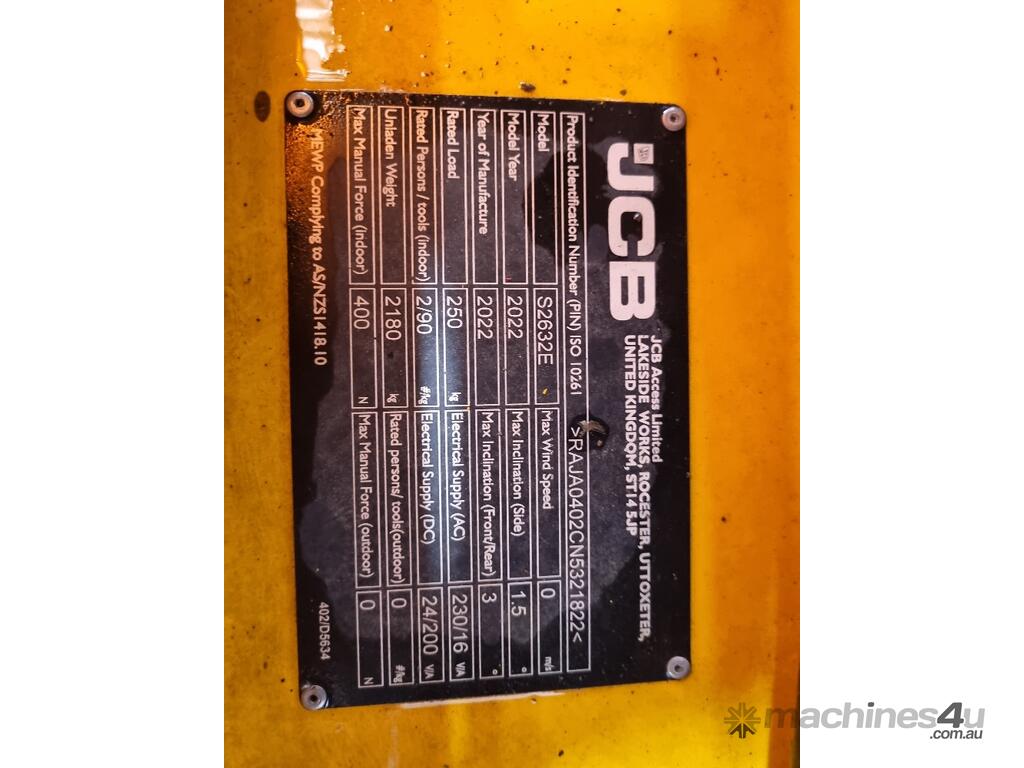 JCB
JCB Access Limited
LAKESIDE WORKS, ROCESTER, UTTOXETER,
UNITED KINGDOM, ST14 5JP
Product Identification Number (PIN) ISO 10261 >RAJA0402CN5321822<
Model S2632E Max Wind Speed 0 m/s
Model Year 2022 Max Inclination (Side) 1.5 °
Year of Manufacture 2022 Max Inclination (Front/Rear) 3 °
Rated Load 250 kg Electrical Supply (AC) 230/16 V/A
Rated Persons / tools (indoor) 2/90 #/kg Electrical Supply (DC) 24/200 V/A
Unladen Weight 2180 kg Rated persons/ tools(outdoor) 0 #/kg
Max Manual Force (indoor) 400 N Max Manual Force (outdoor) 0 N
MEWP Complying to AS/NZS1418.10 402/D5634
machines4u
.com.au